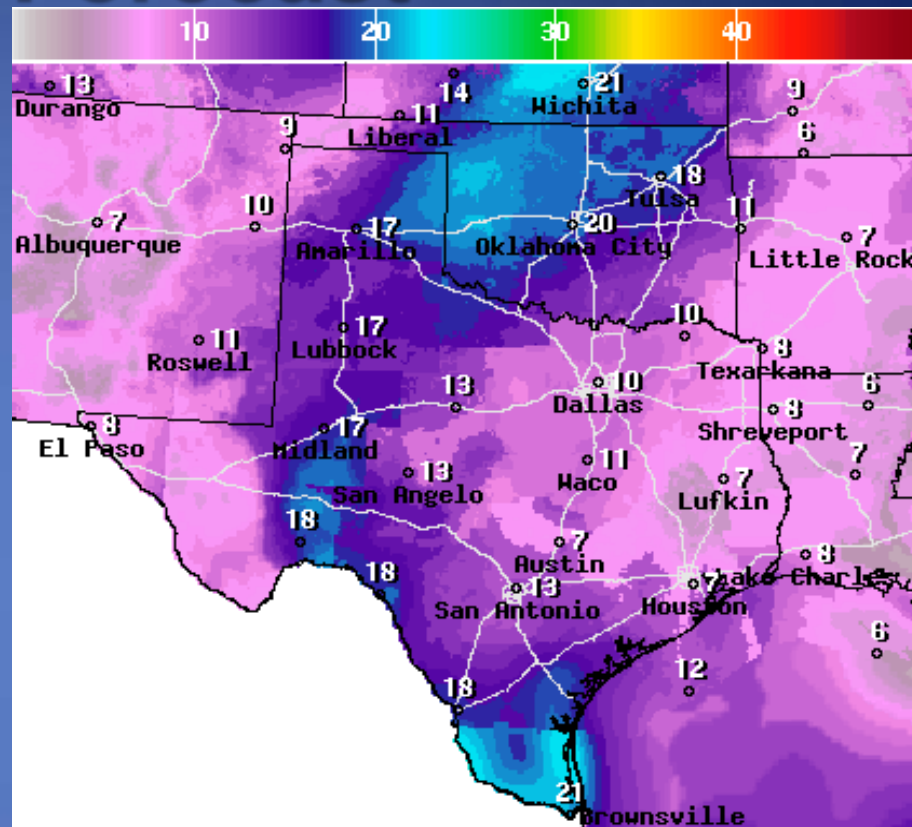 10 20 30 40
13
Durango
14
21
Wichita
9
11
Liberal
9
6
18
Tulsa
7
Albuquerque
10
17
Amarillo
20
Oklahoma City
11
7
Little Rock
11
Roswell
17
Lubbock
10
8
Texarkana
13
10
Dallas
8
Shreveport
6
8
El Paso
17
Midland
13
San Angelo
11
Waco
7
Lufkin
7
18
7
Austin
8
Lake Charles
18
13
San Antonio
7
Houston
6
12
18
21
Brownsville